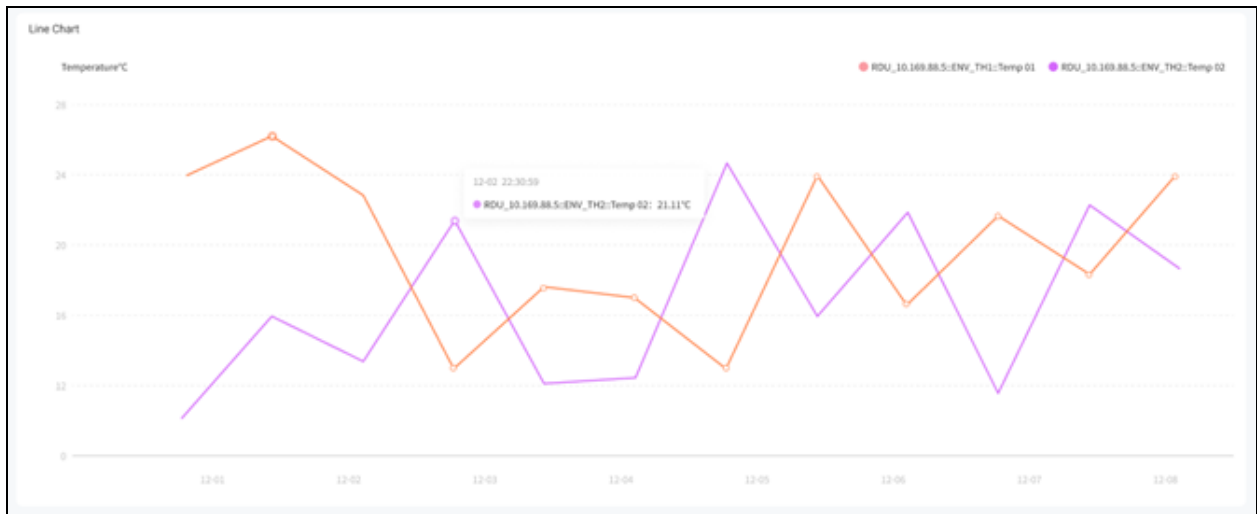 Line Chart
Temperature°C
RDU_10.169.88.5::ENV_TH1::Temp 01 RDU_10.169.88.5::ENV_TH2::Temp 02
28
24
12-02 22:30:59
RDU_10.169.88.5::ENV_TH2::Temp 02: 21.11°C
20
16
12
0
12-01 12-02 12-03 12-04 12-05 12-06 12-07 12-08